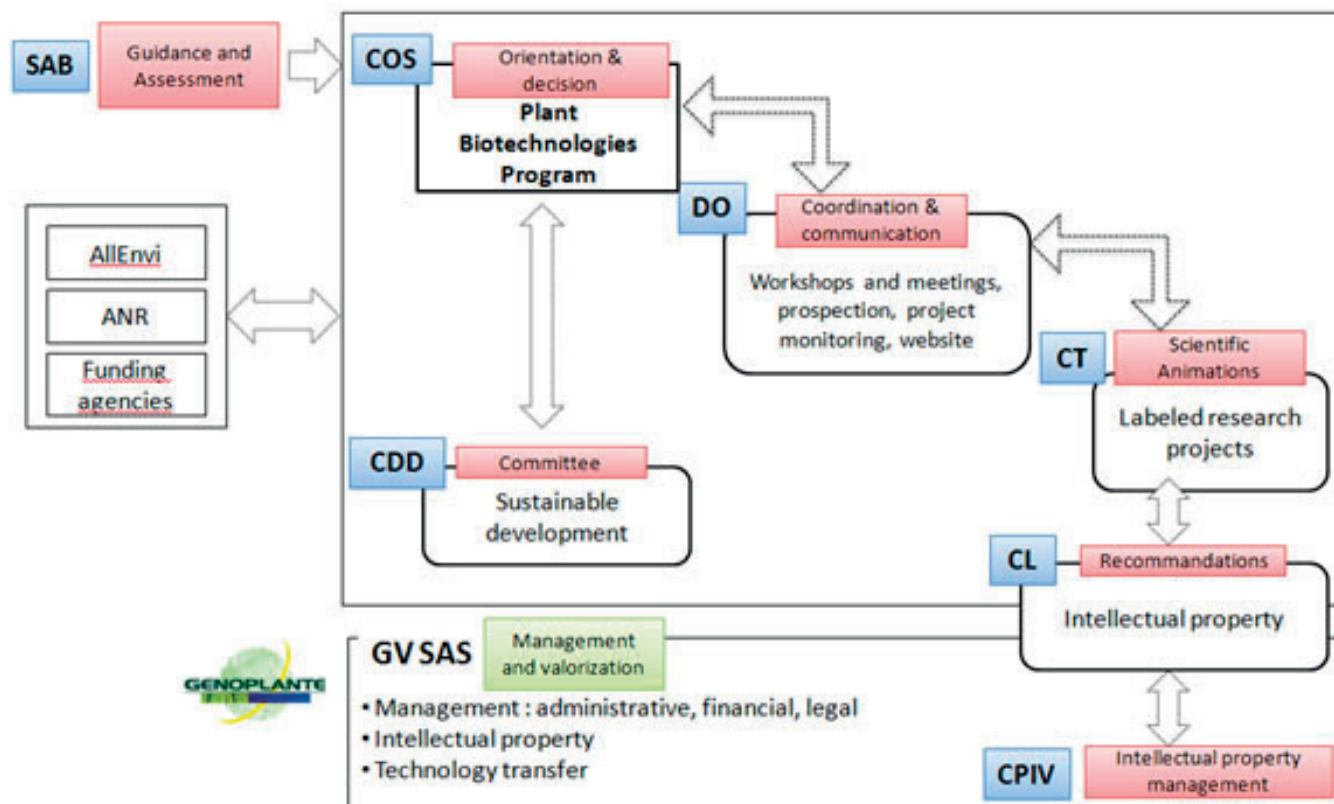 SAB
Guidance and
Assessment
COS
Orientation &
decision
Plant
Biotechnologies
Program
DO
Coordination &
communication
Workshops and meetings,
prospection, project
monitoring, website
AllEnvi
ANR
Funding
agencies
CT
Scientific
Animations
Labeled research
projects
CDD
Committee
Sustainable
development
CL
Recommandations
Intellectual property
GENOPLANTE
GV SAS
Management
and valorization
• Management : administrative, financial, legal
• Intellectual property
• Technology transfer
CPIV
Intellectual property
management